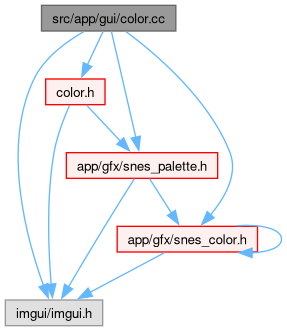 src/app/gui/color.cc
color.h
app/gfx/snes_palette.h
app/gfx/snes_color.h
imgui/imgui.h